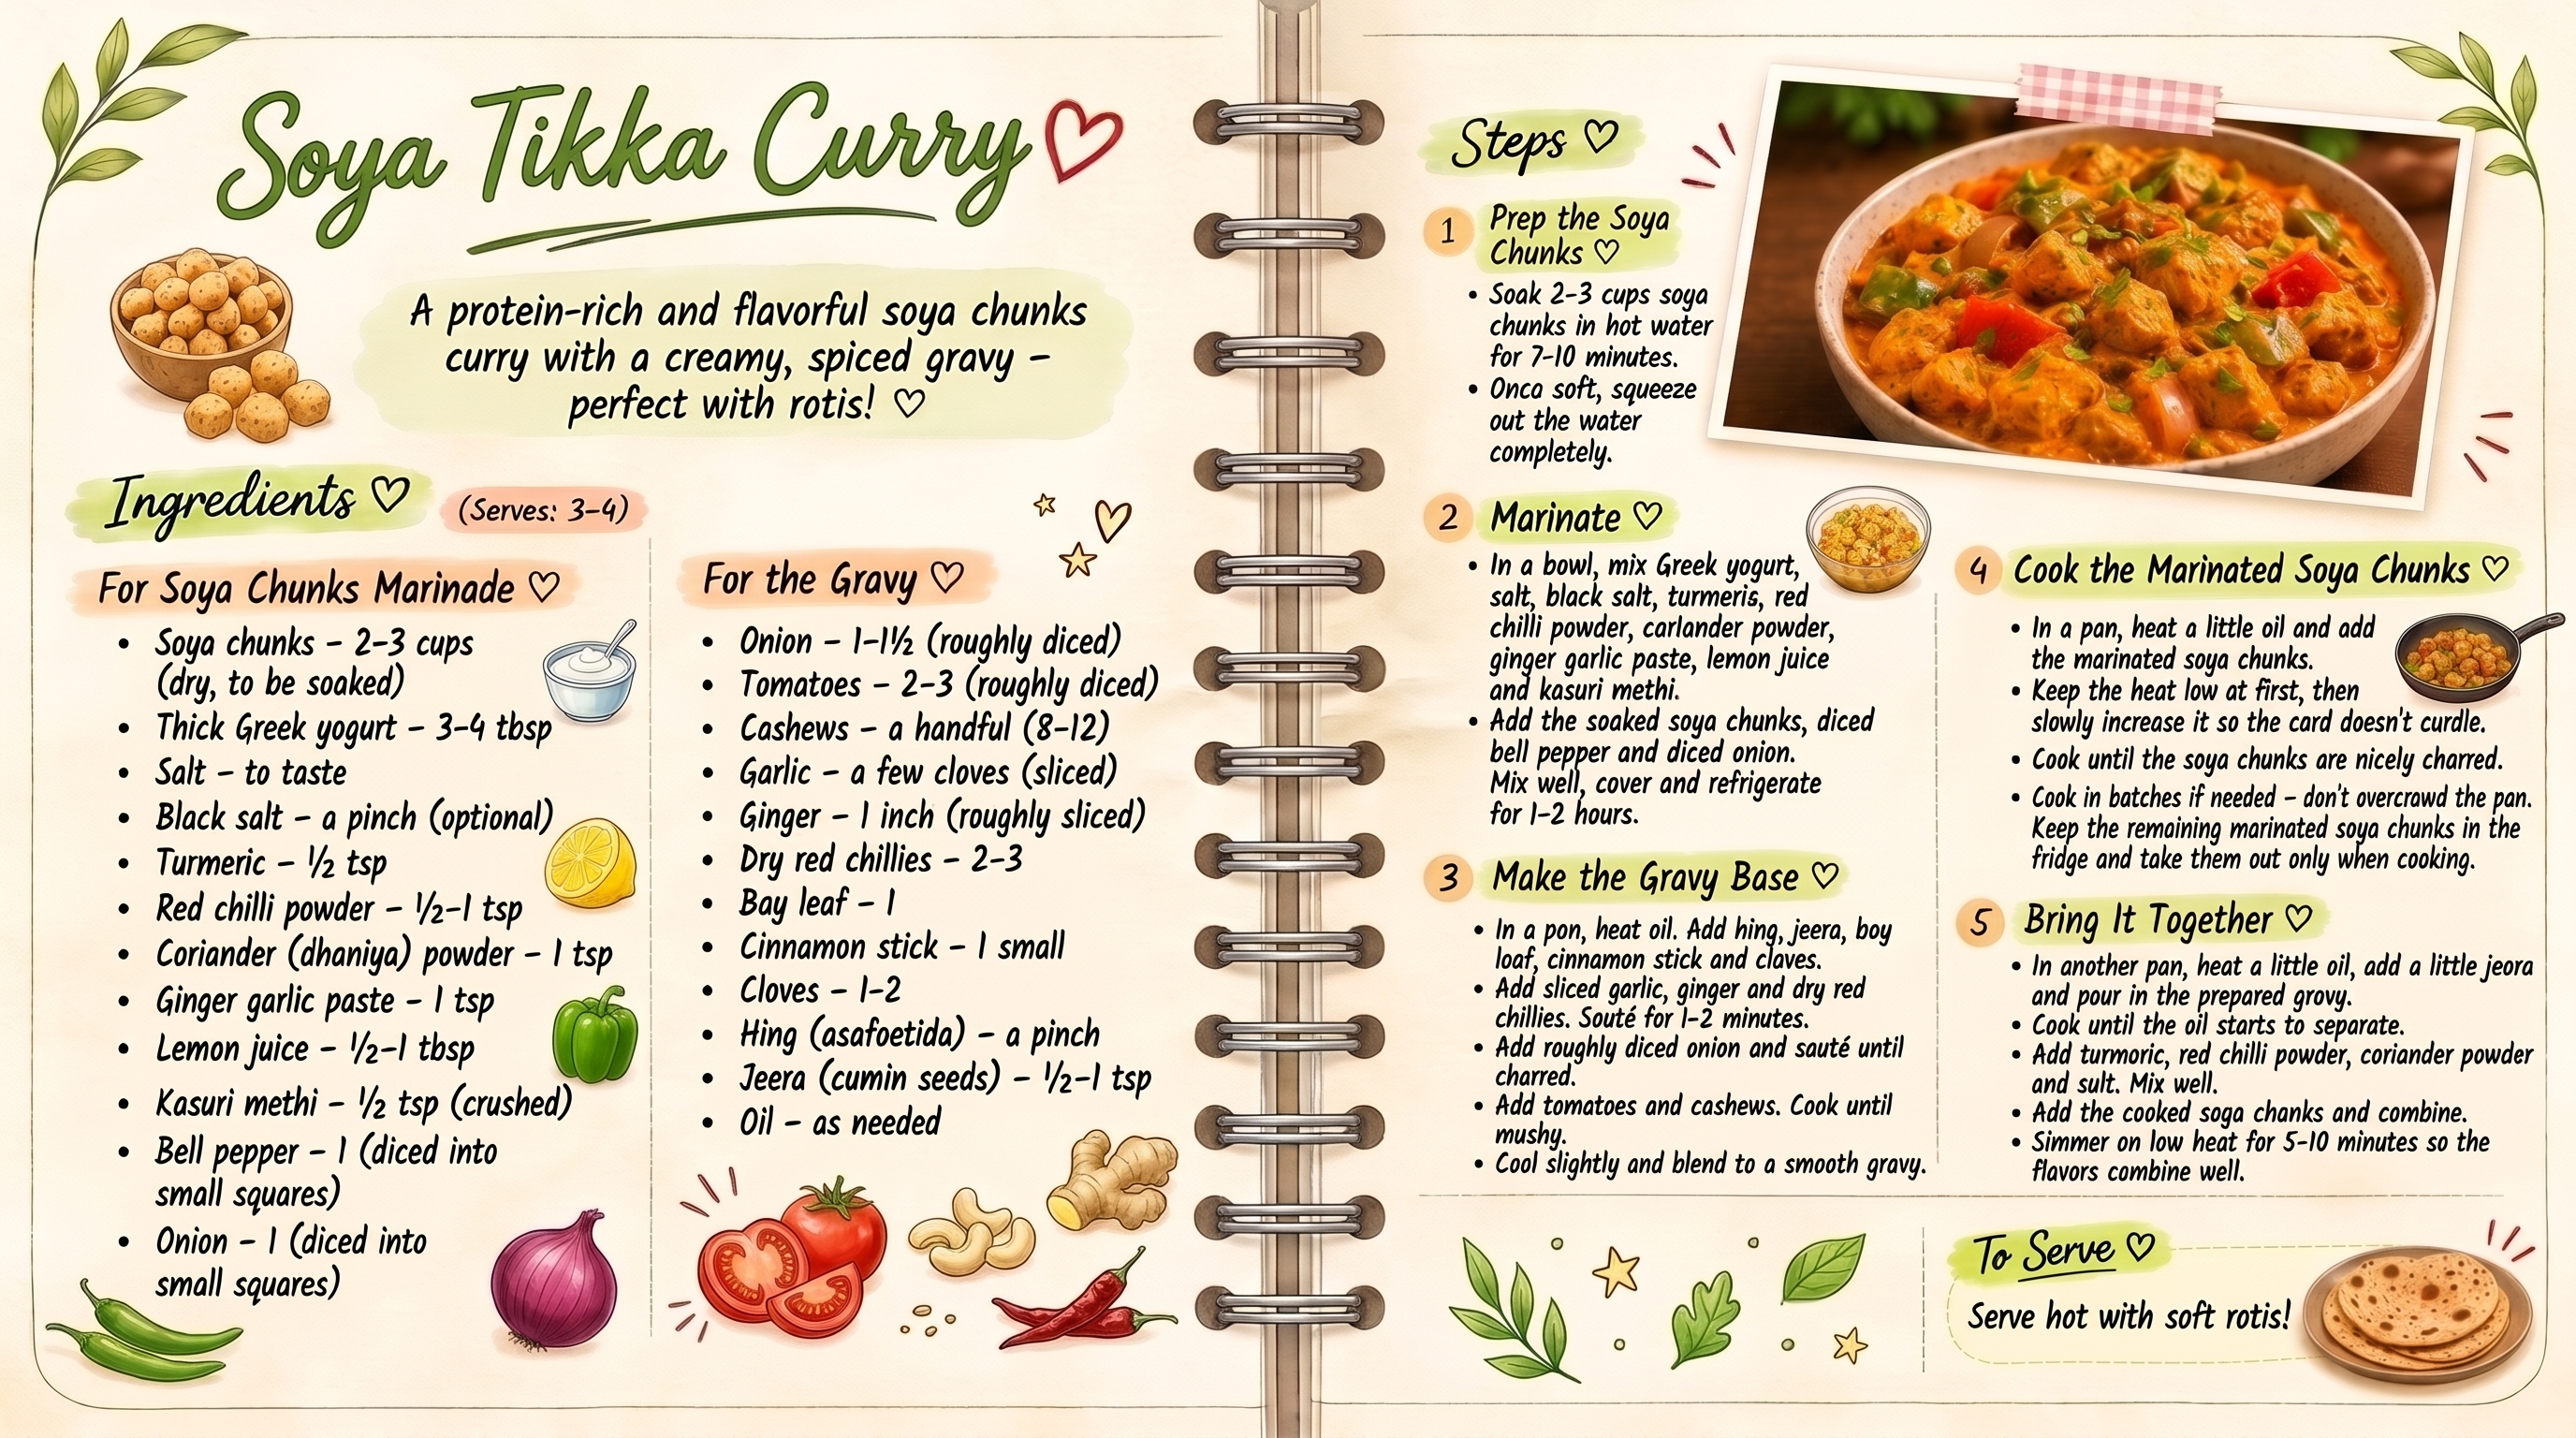 Soya Tikka Curry
A protein-rich and flavorful soya chunks
curry with a creamy, spiced gravy –
perfect with rotis!
Ingredients
(Serves: 3–4)
For Soya Chunks Marinade
• Soya chunks – 2–3 cups
(dry, to be soaked)
• Thick Greek yogurt – 3–4 tbsp
• Salt – to taste
• Black salt – a pinch (optional)
• Turmeric – ½ tsp
• Red chilli powder – ½–1 tsp
• Coriander (dhaniya) powder – 1 tsp
• Ginger garlic paste – 1 tsp
• Lemon juice – ½–1 tbsp
• Kasuri methi – ½ tsp (crushed)
• Bell pepper – 1 (diced into
small squares)
• Onion – 1 (diced into
small squares)
For the Gravy
• Onion – 1–1½ (roughly diced)
• Tomatoes – 2–3 (roughly diced)
• Cashews – a handful (8–12)
• Garlic – a few cloves (sliced)
• Ginger – 1 inch (roughly sliced)
• Dry red chillies – 2–3
• Bay leaf – 1
• Cinnamon stick – 1 small
• Cloves – 1–2
• Hing (asafoetida) – a pinch
• Jeera (cumin seeds) – ½–1 tsp
• Oil – as needed
Steps
1 Prep the Soya
Chunks
• Soak 2–3 cups soya
chunks in hot water
for 7–10 minutes.
• Onca soft, squeeze
out the water
completely.
2 Marinate
• In a bowl, mix Greek yogurt,
salt, black salt, turmeris, red
chilli powder, carlander powder,
ginger garlic paste, lemon juice
and kasuri methi.
• Add the soaked soya chunks, diced
bell pepper and diced onion.
Mix well, cover and refrigerate
for 1–2 hours.
3 Make the Gravy Base
• In a pon, heat oil. Add hing, jeera, boy
loaf, cinnamon stick and claves.
• Add sliced garlic, ginger and dry red
chillies. Souté for 1–2 minutes.
• Add roughly diced onion and sauté until
charred.
• Add tomatoes and cashews. Cook until
mushy.
• Cool slightly and blend to a smooth gravy.
4 Cook the Marinated Soya Chunks
• In a pan, heat a little oil and add
the marinated soya chunks.
• Keep the heat low at first, then
slowly increase it so the card doesn't curdle.
• Cook until the soya chunks are nicely charred.
• Cook in batches if needed – don't overcrawd the pan.
Keep the remaining marinated soya chunks in the
fridge and take them out only when cooking.
5 Bring It Together
• In another pan, heat a little oil, add a little jeora
and pour in the prepared grovy.
• Cook until the oil starts to separate.
• Add turmoric, red chilli powder, coriander powder
and sult. Mix well.
• Add the cooked soga chanks and combine.
• Simmer on low heat for 5–10 minutes so the
flavors combine well.
To Serve
Serve hot with soft rotis!